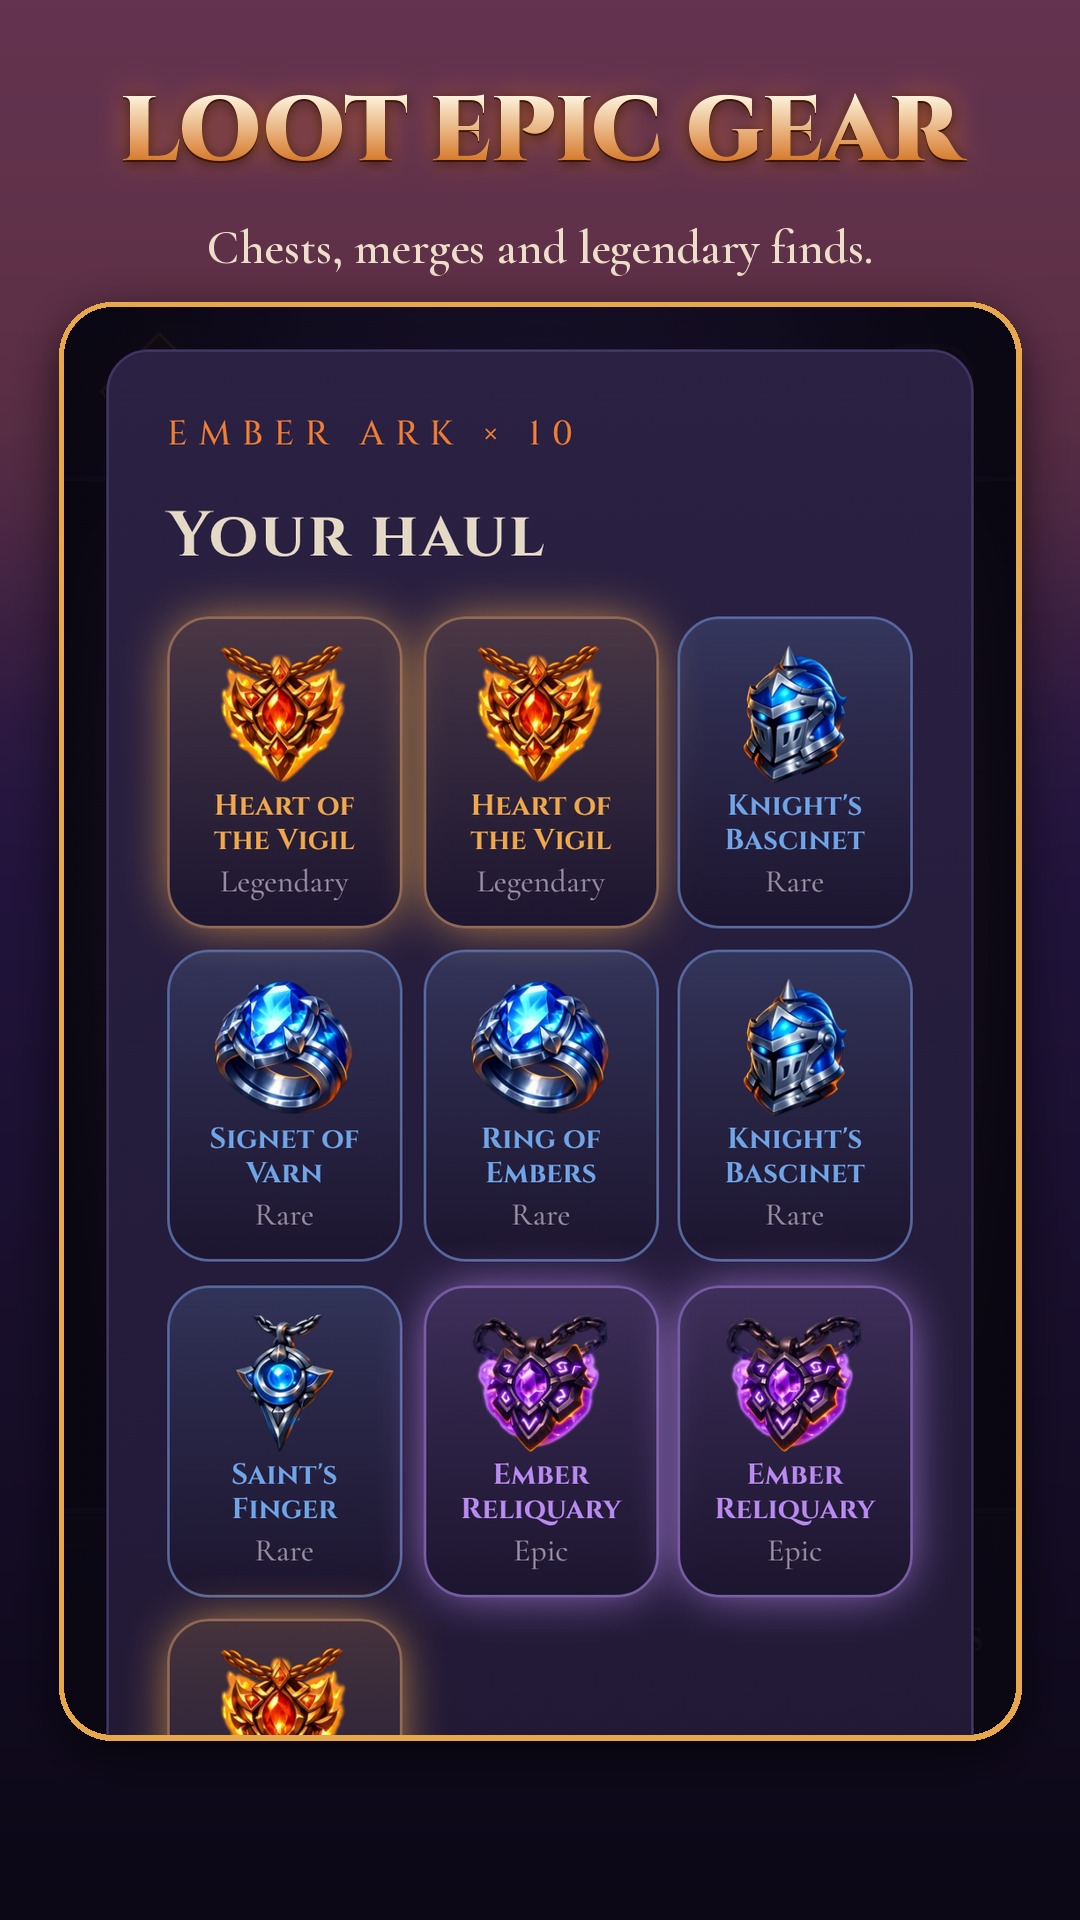 LOOT EPIC GEAR
Chests, merges and legendary finds.
EMBER ARK × 10
YOUR HAUL
HEART OF
THE VIGIL
Legendary
HEART OF
THE VIGIL
Legendary
KNIGHT'S
BASCINET
Rare
SIGNET OF
VARN
Rare
RING OF
EMBERS
Rare
KNIGHT'S
BASCINET
Rare
SAINT'S
FINGER
Rare
EMBER
RELIQUARY
Epic
EMBER
RELIQUARY
Epic